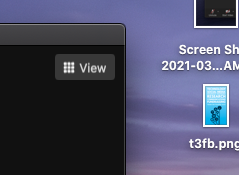 View
Screen Sh
2021-03...AM
t3fb.png